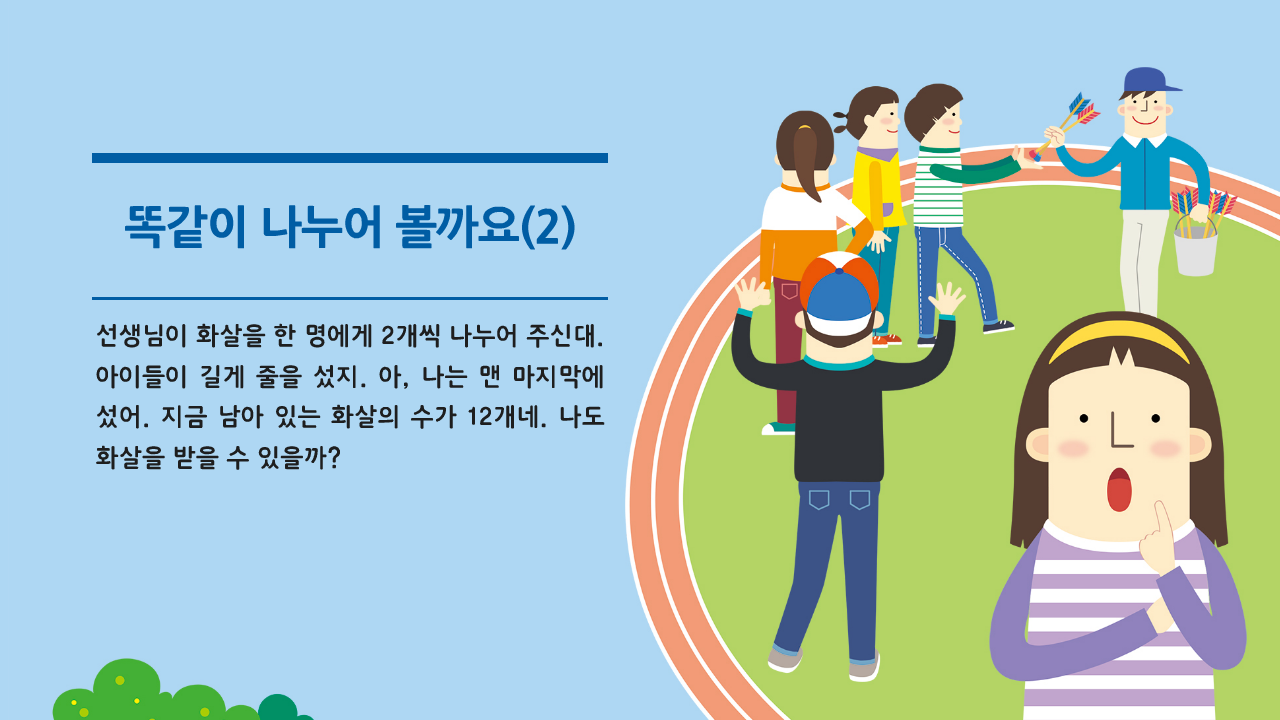 똑같이 나누어 볼까요(2)
선생님이 화살을 한 명에게 2개씩 나누어 주신대.
아이들이 길게 줄을 섰지. 아, 나는 맨 마지막에
섰어. 지금 남아 있는 화살의 수가 12개네. 나도
화살을 받을 수 있을까?